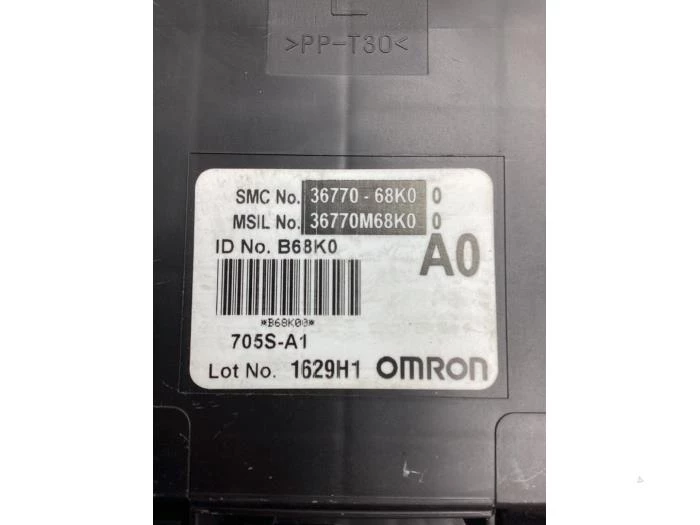 >PP-T30<
SMC No. 36770 - 68K0 0
MSIL No. 36770M68K0 0
ID No. B68K0
A0
*B68K00*
705S-A1
Lot No. 1629H1 OMRON